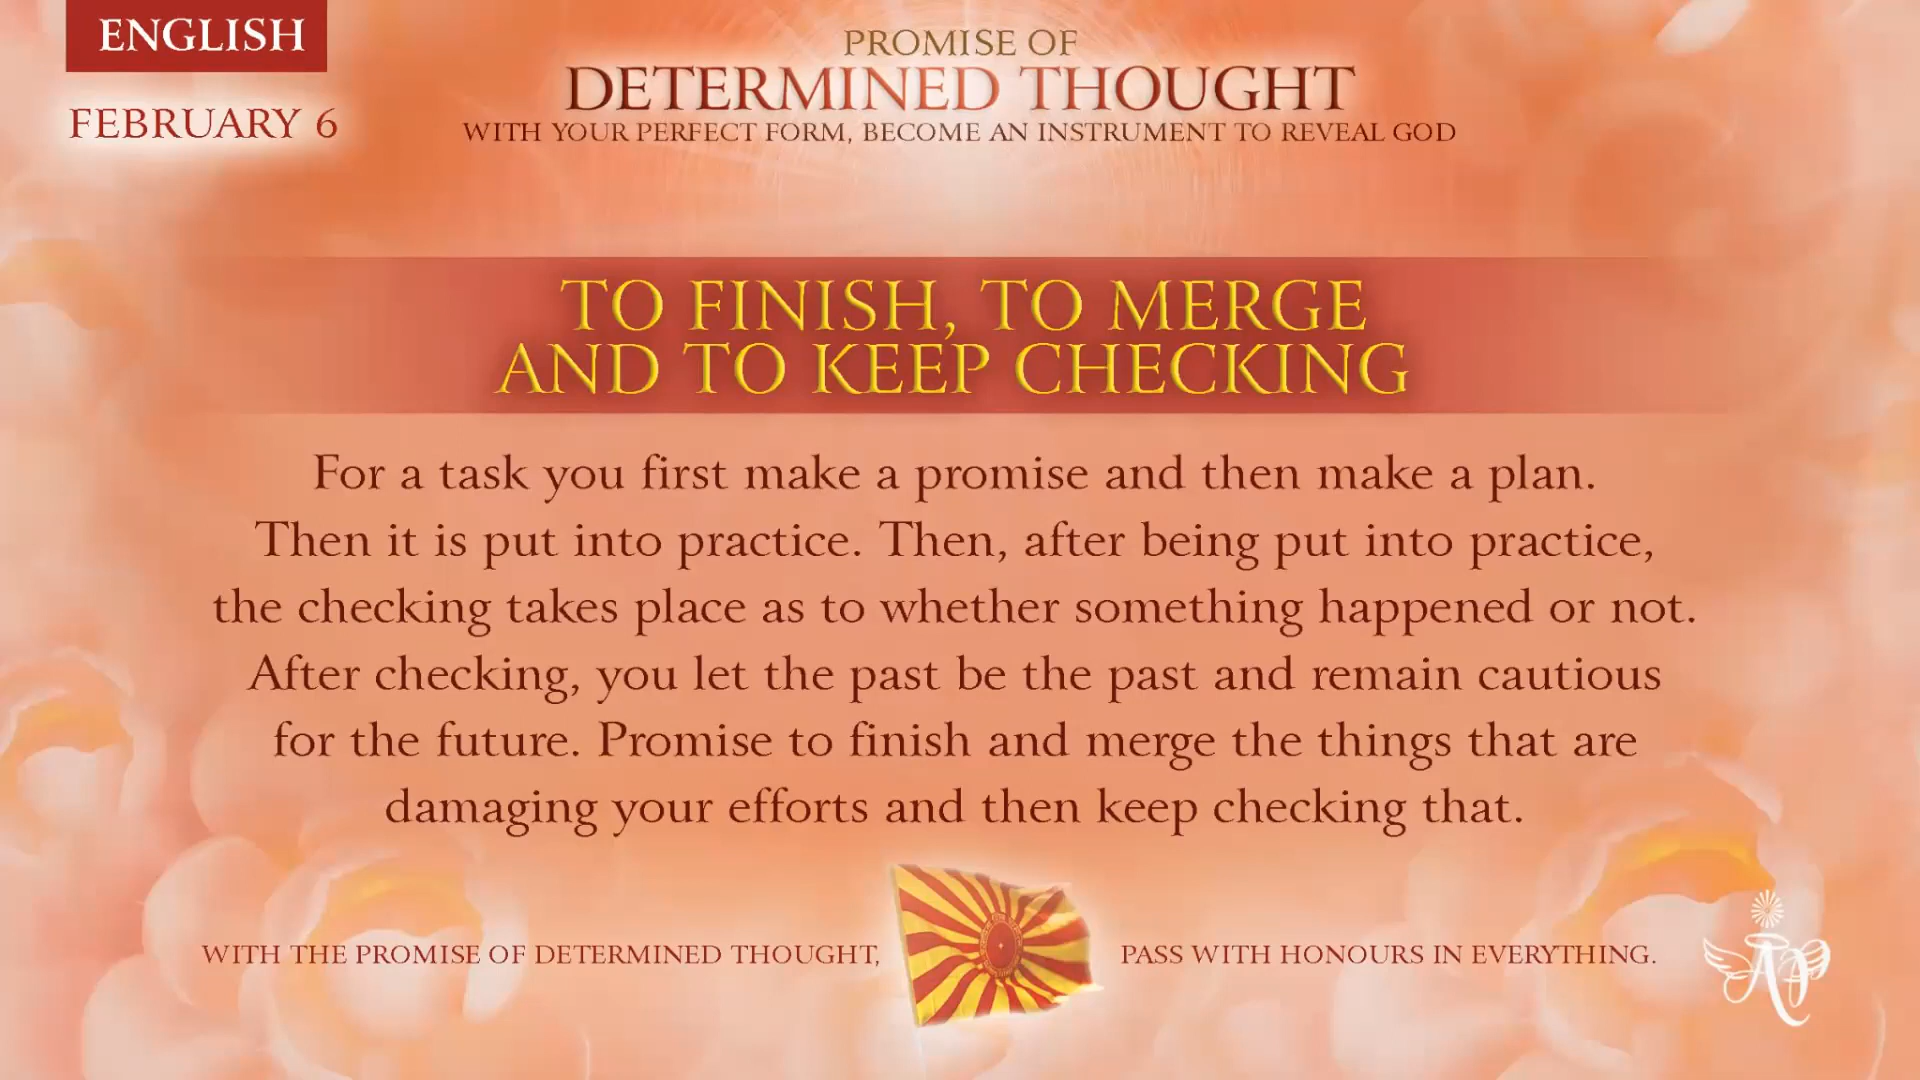 ENGLISH
FEBRUARY 6
PROMISE OF
DETERMINED THOUGHT
WITH YOUR PERFECT FORM, BECOME AN INSTRUMENT TO REVEAL GOD
TO FINISH, TO MERGE
AND TO KEEP CHECKING
For a task you first make a promise and then make a plan.
Then it is put into practice. Then, after being put into practice,
the checking takes place as to whether something happened or not.
After checking, you let the past be the past and remain cautious
for the future. Promise to finish and merge the things that are
damaging your efforts and then keep checking that.
WITH THE PROMISE OF DETERMINED THOUGHT, PASS WITH HONOURS IN EVERYTHING.